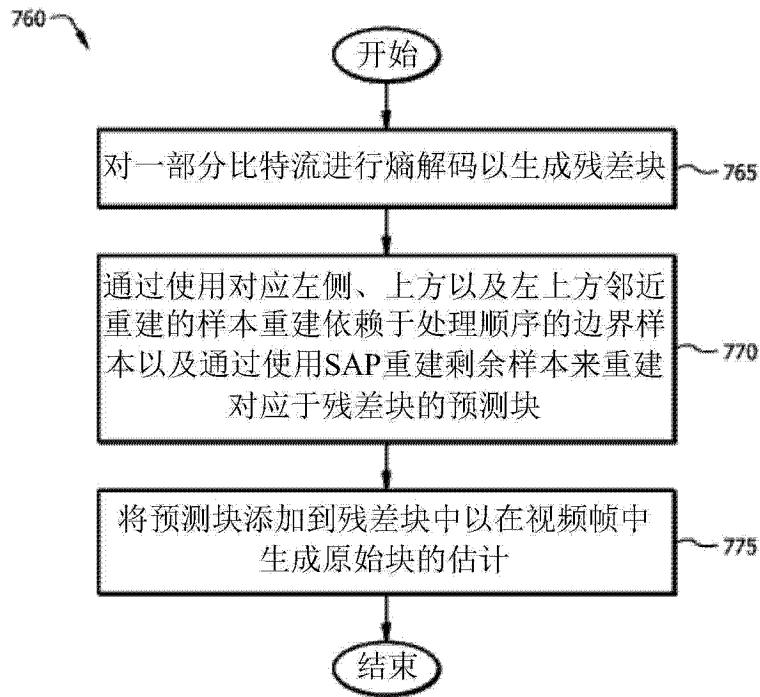 760
开始
对一部分比特流进行熵解码以生成残差块
765
通过使用对应左侧、上方以及左上方邻近
重建的样本重建依赖于处理顺序的边界样
本以及通过使用SAP重建剩余样本来重建
对应于残差块的预测块
770
将预测块添加到残差块中以在视频帧中
生成原始块的估计
775
结束